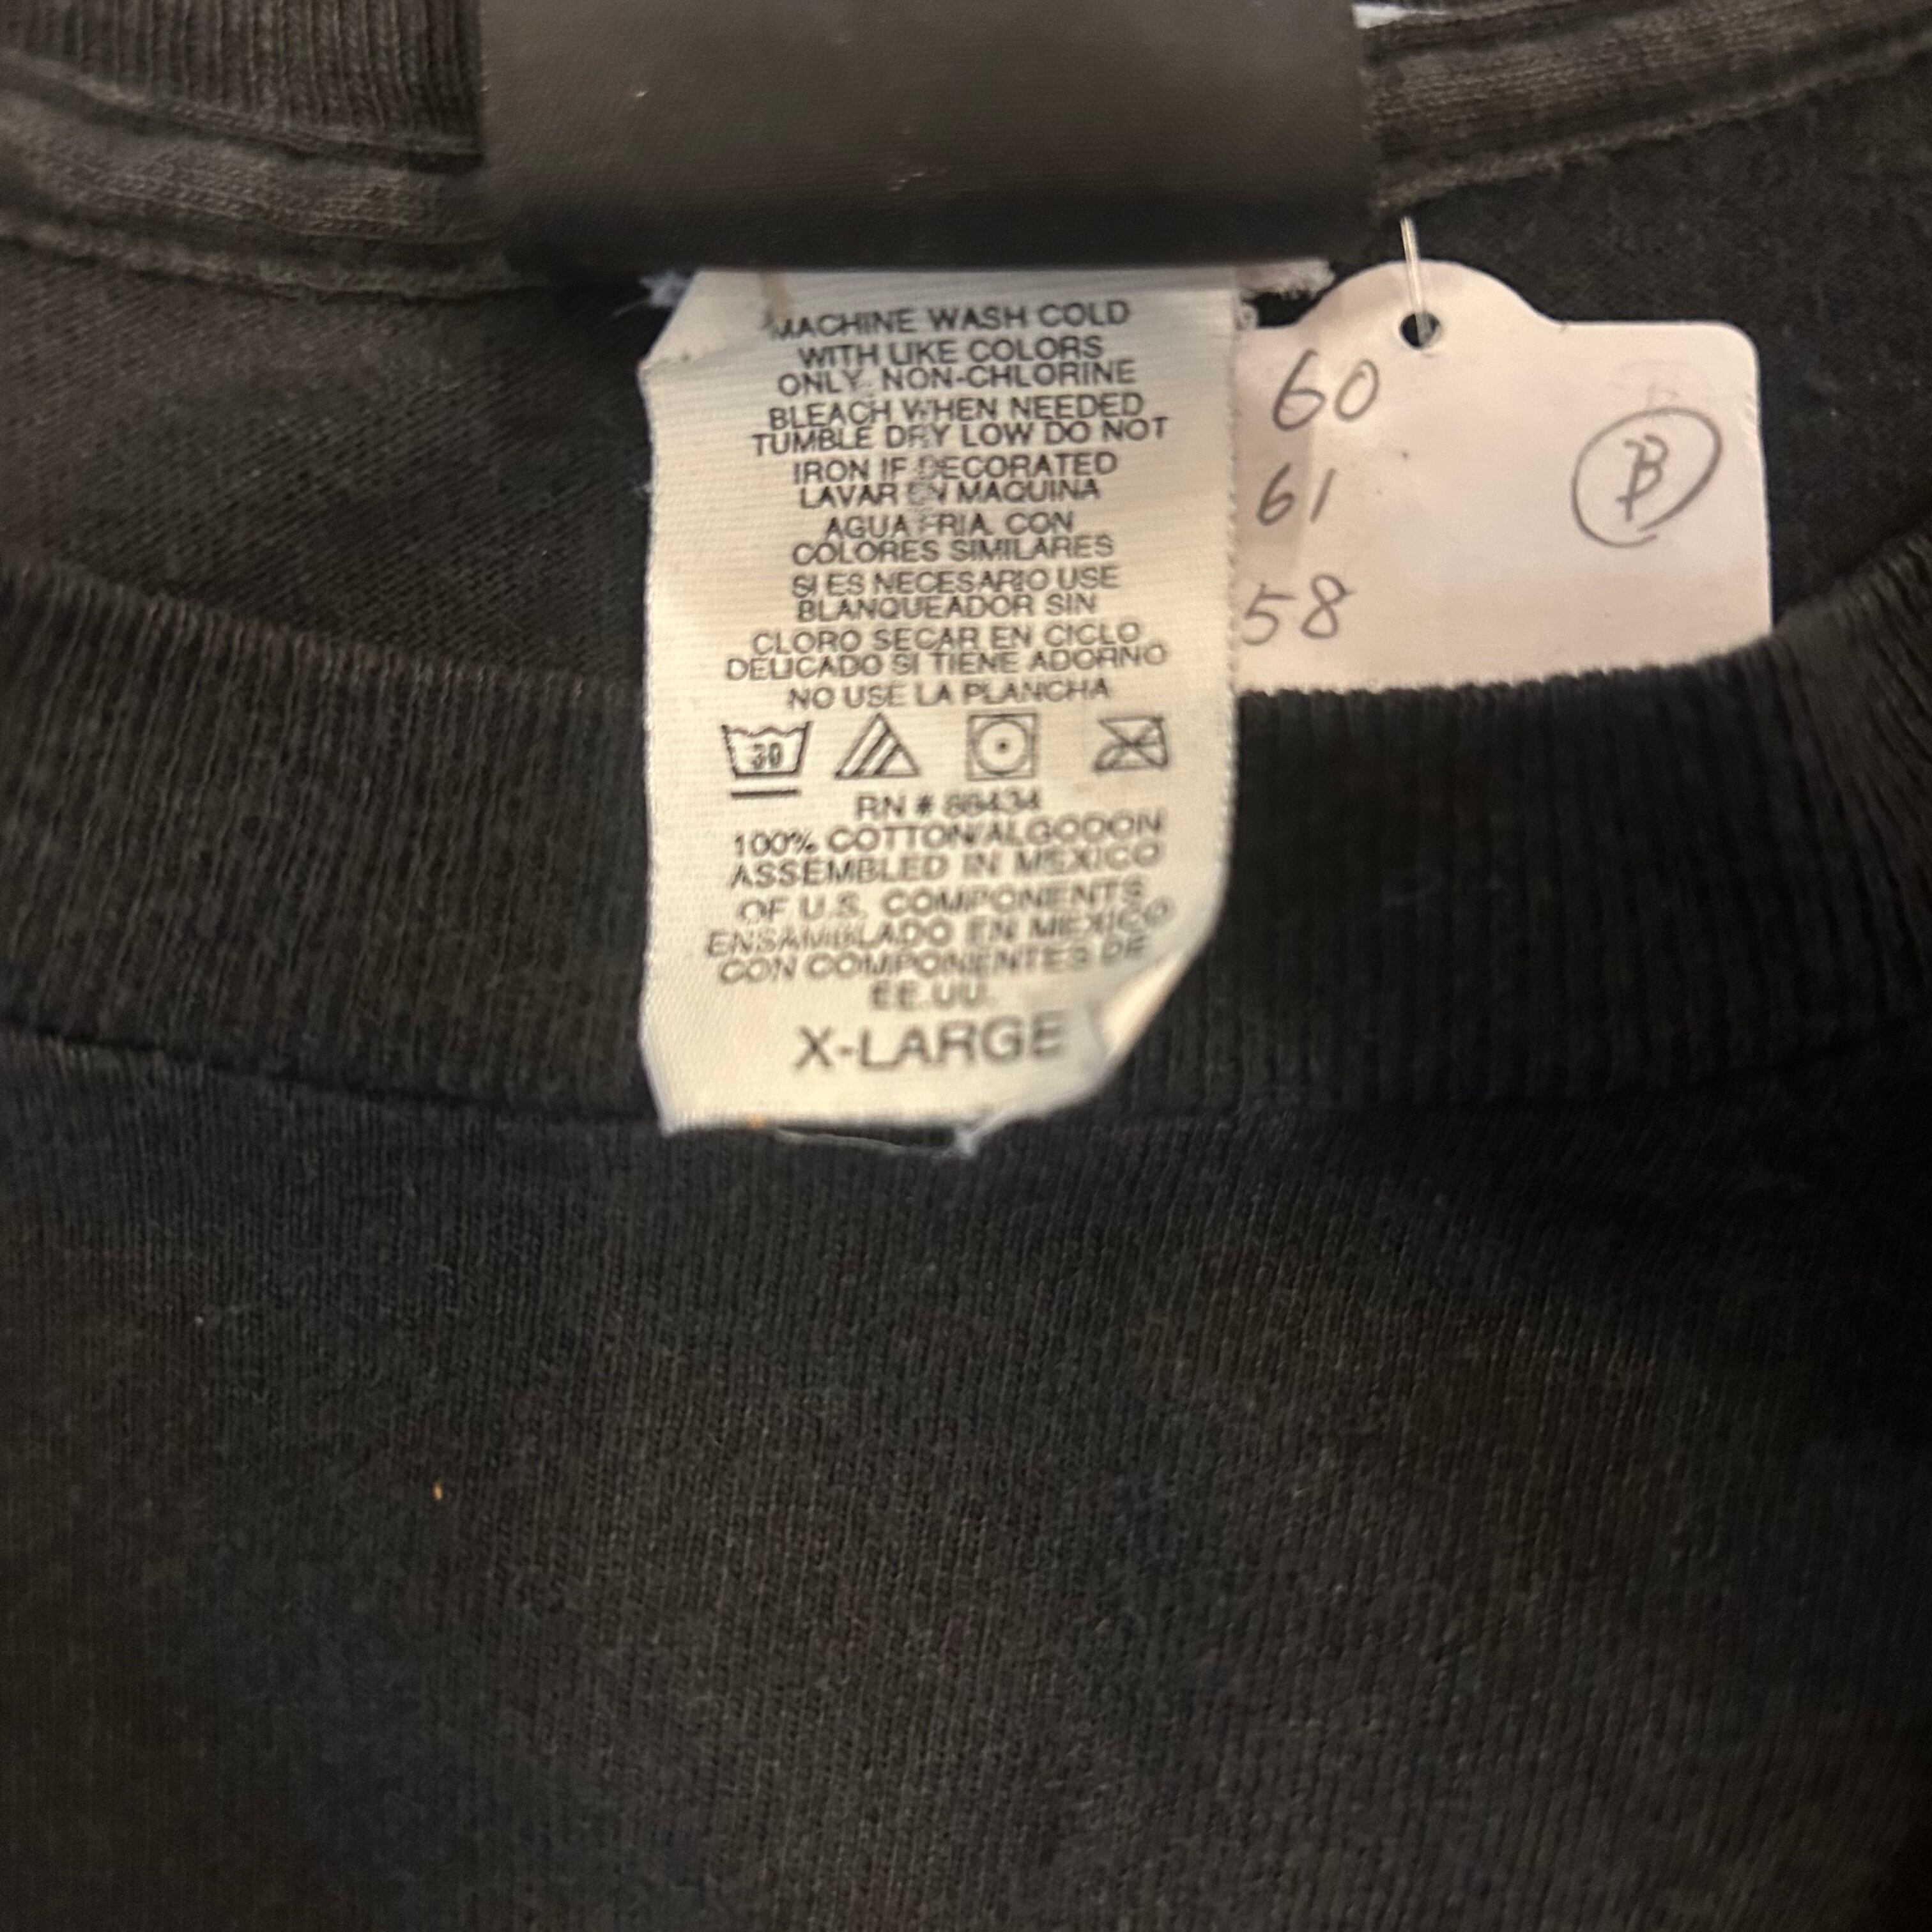 MACHINE WASH COLD
WITH LIKE COLORS
ONLY NON-CHLORINE
BLEACH WHEN NEEDED
TUMBLE DRY LOW DO NOT
IRON IF DECORATED
LAVAR EN MAQUINA
AGUA FRIA. CON
COLORES SIMILARES
SI ES NECESARIO USE
BLANQUEADOR SIN
CLORO SECAR EN CICLO
DELICADO SI TIENE ADORNO
NO USE LA PLANCHA
30
RN #
100% COTTON/ALGODON
ASSEMBLED IN MEXICO
OF U.S. COMPONENTS
ENSAMBLADO EN MEXICO
CON COMPONENTES DE
EE.UU.
X-LARGE
60
61
58
B